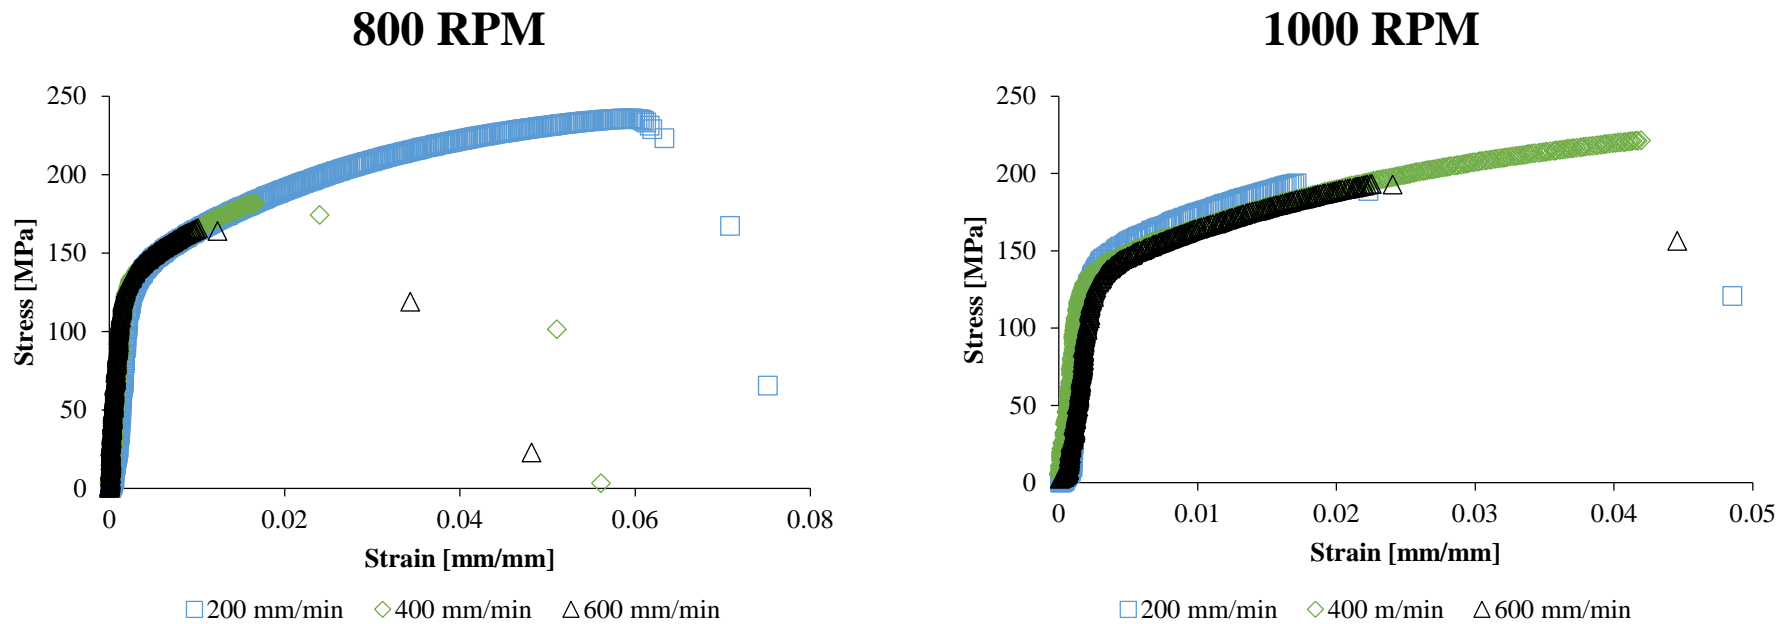 800 RPM
250
200
150
100
50
0
Stress [MPa]
0
0.02
0.04
0.06
0.08
Strain [mm/mm]
200 mm/min
400 mm/min
600 mm/min
1000 RPM
250
200
150
100
50
0
Stress [MPa]
0
0.01
0.02
0.03
0.04
0.05
Strain [mm/mm]
200 mm/min
400 m/min
600 mm/min